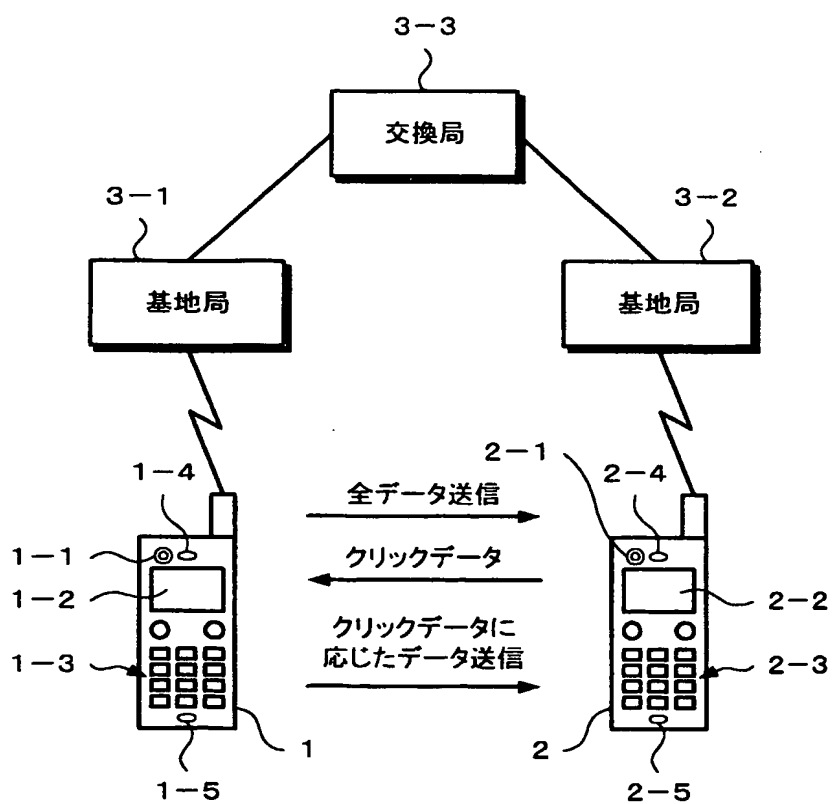 3-3
交換局
3-1
3-2
基地局
基地局
1-4
2-1
2-4
全データ送信
1-1
クリックデータ
1-2
2-2
クリックデータに
応じたデータ送信
1-3
2-3
1
2
1-5
2-5